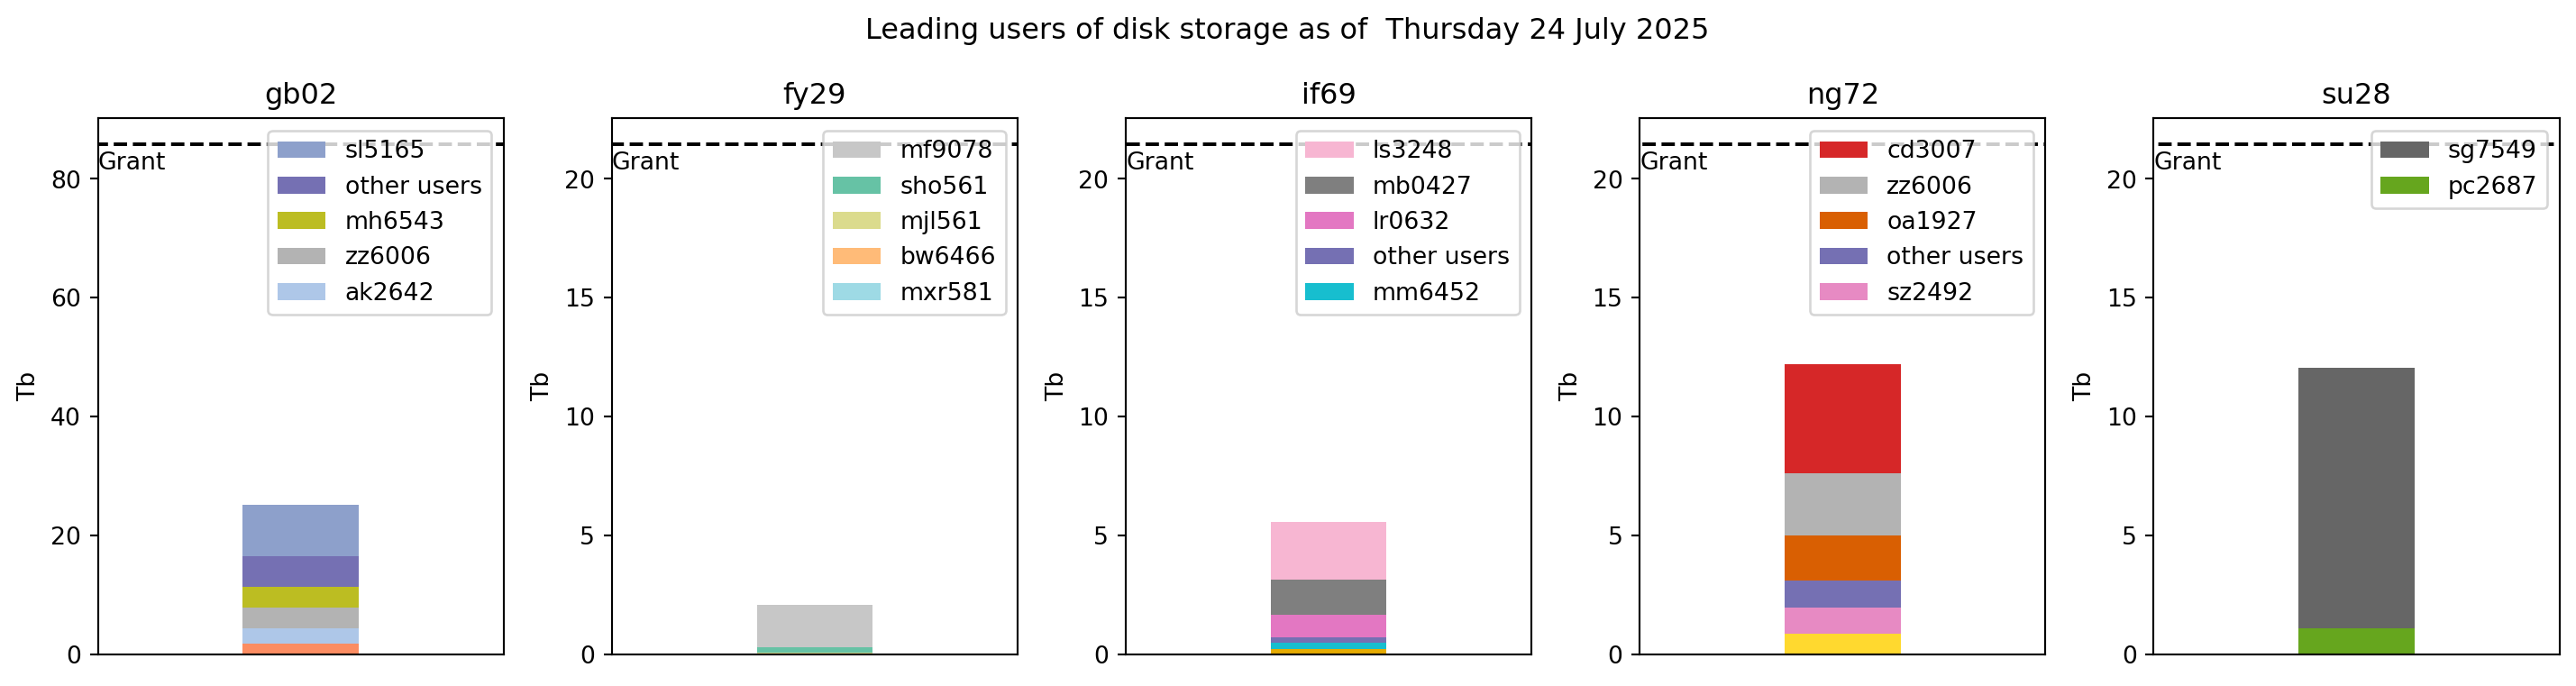 Leading users of disk storage as of  Thursday 24 July 2025
gb02
Grant
sl5165
other users
mh6543
zz6006
ak2642
80
60
40
20
0
Tb
fy29
Grant
mf9078
sho561
mjl561
bw6466
mxr581
20
15
10
5
0
Tb
if69
Grant
ls3248
mb0427
lr0632
other users
mm6452
20
15
10
5
0
Tb
ng72
Grant
cd3007
zz6006
oa1927
other users
sz2492
20
15
10
5
0
Tb
su28
Grant
sg7549
pc2687
20
15
10
5
0
Tb